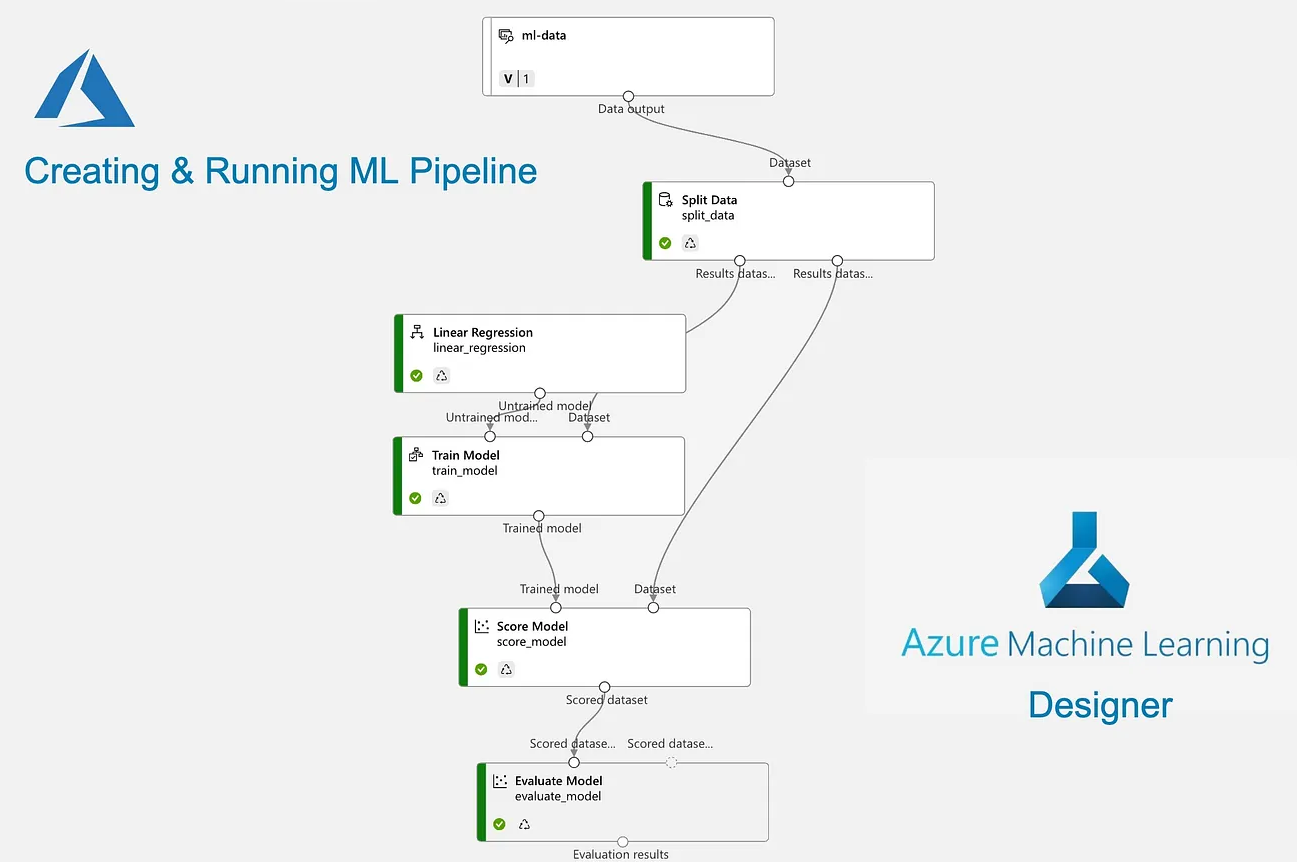 ml-data
V 1
Data output
Creating & Running ML Pipeline
Dataset
Split Data
split_data
Results datas...
Results datas...
Linear Regression
linear_regression
Untrained model
Untrained mod...
Dataset
Train Model
train_model
Trained model
Trained model
Dataset
Score Model
score_model
Scored dataset
Azure Machine Learning
Designer
Scored datase...
Scored datase...
Evaluate Model
evaluate_model
Evaluation results